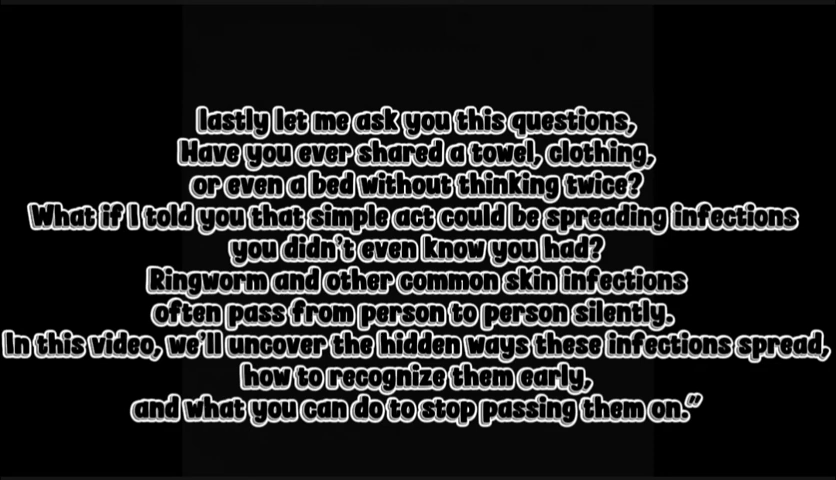 lastly let me ask you this questions,
Have you ever shared a towel, clothing,
or even a bed without thinking twice?
What if I told you that simple act could be spreading infections
you didn't even know you had?
Ringworm and other common skin infections
often pass from person to person silently.
In this video, we'll uncover the hidden ways these infections spread,
how to recognize them early,
and what you can do to stop passing them on."